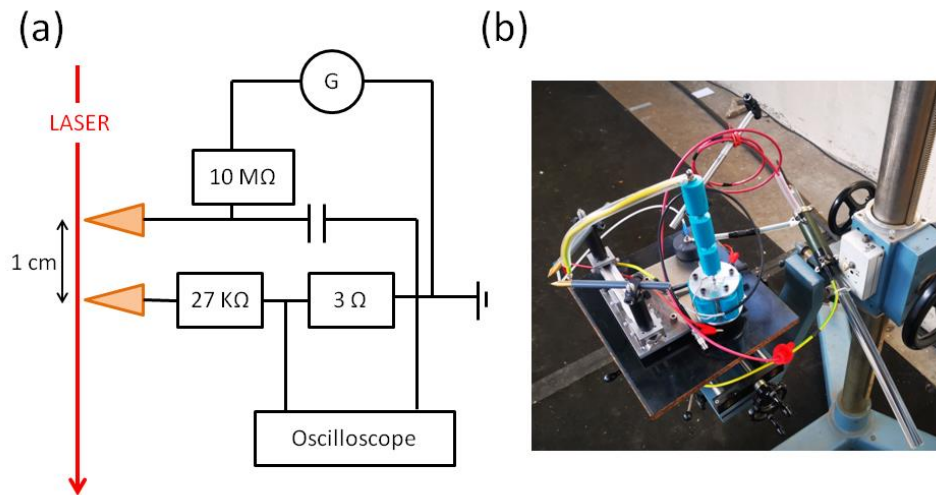 (a)
(b)
G
LASER
10 MΩ
1 cm
27 KΩ
3 Ω
Oscilloscope